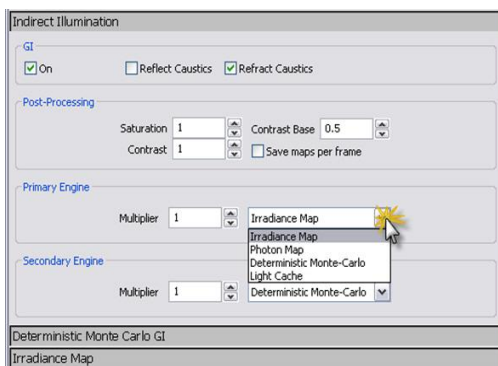 Indirect Illumination
GI
On Reflect Caustics Refract Caustics
Post-Processing
Saturation 1 Contrast Base 0.5
Contrast 1 Save maps per frame
Primary Engine
Multiplier 1 Irradiance Map
Irradiance Map
Photon Map
Deterministic Monte-Carlo
Light Cache
Secondary Engine
Multiplier 1 Deterministic Monte-Carlo
Deterministic Monte Carlo GI
Irradiance Map